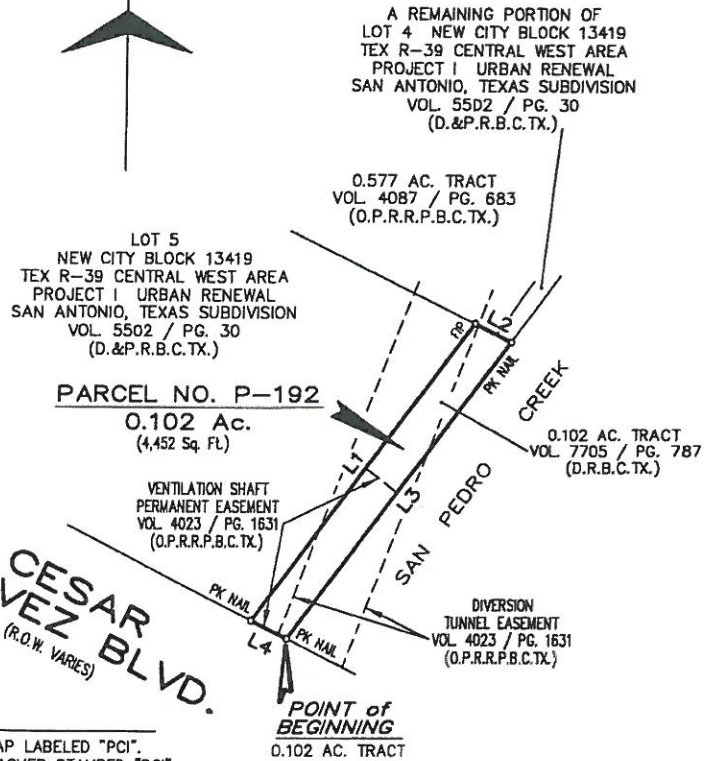 A REMAINING PORTION OF
LOT 4 NEW CITY BLOCK 13419
TEX R-39 CENTRAL WEST AREA
PROJECT I URBAN RENEWAL
SAN ANTONIO, TEXAS SUBDIVISION
VOL. 55D2 / PG. 30
(D.&P.R.B.C.TX.)
0.577 AC. TRACT
VOL 4087 / PG. 683
(O.P.R.R.P.B.C.TX.)
LOT 5
NEW CITY BLOCK 13419
TEX R-39 CENTRAL WEST AREA
PROJECT I URBAN RENEWAL
SAN ANTONIO, TEXAS SUBDIVISION
VOL. 5502 / PG. 30
(D.&P.R.B.C.TX.)
L2
FIP
PK NAIL
PARCEL NO. P-192
0.102 Ac.
(4,452 Sq. Ft.)
SAN PEDRO CREEK
0.102 AC. TRACT
VOL. 7705 / PG. 787
(D.R.B.C.TX.)
L1
L3
VENTILATION SHAFT
PERMANENT EASEMENT
VOL. 4023 / PG. 1631
(O.P.R.R.P.B.C.TX.)
CESAR
VEZ BLVD.
(R.O.W. VARIES)
PK NAIL
L4
PK NAIL
DIVERSION
TUNNEL EASEMENT
VOL 4023 / PG. 1631
(O.P.R.R.P.B.C.TX.)
POINT of
BEGINNING
0.102 AC. TRACT
AP LABELED "PCI".